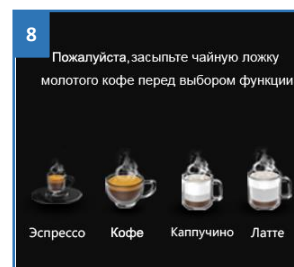 8
Пожалуйста,засыпьте чайную ложку
молотого кофе перед выбором функции
Эспрессо Кофе Каппучино Латте